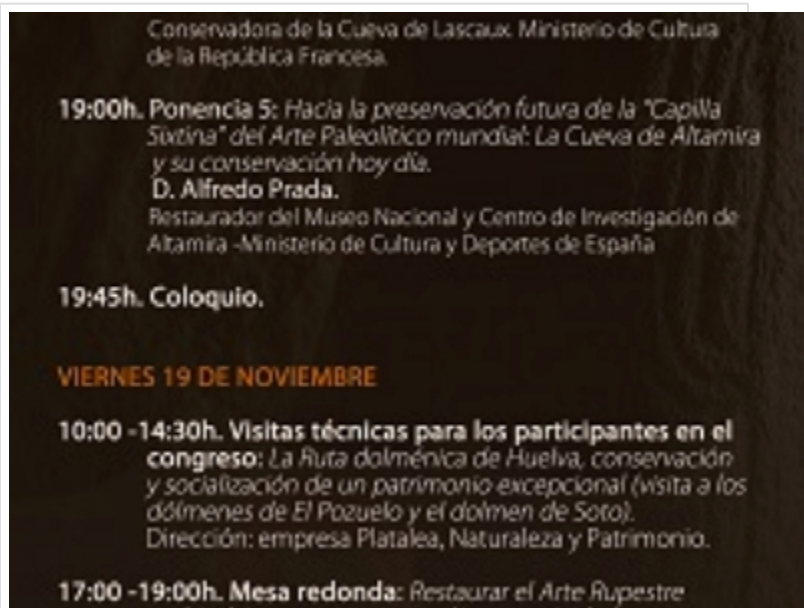 Conservadora de la Cueva de Lascaux. Ministerio de Cultura
de la República Francesa.
19:00h. Ponencia 5: Hacia la preservación futura de la "Capilla
Sixtina" del Arte Paleolítico mundial: La Cueva de Altamira
y su conservación hoy día.
D. Alfredo Prada.
Restaurador del Museo Nacional y Centro de Investigación de
Altamira -Ministerio de Cultura y Deportes de España
19:45h. Coloquio.
VIERNES 19 DE NOVIEMBRE
10:00 -14:30h. Visitas técnicas para los participantes en el
congreso: La Ruta dolménica de Huelva, conservación
y socialización de un patrimonio excepcional (visita a los
dólmenes de El Pozuelo y el dolmen de Soto).
Dirección: empresa Platalea, Naturaleza y Patrimonio.
17:00 -19:00h. Mesa redonda: Restaurar el Arte Rupestre